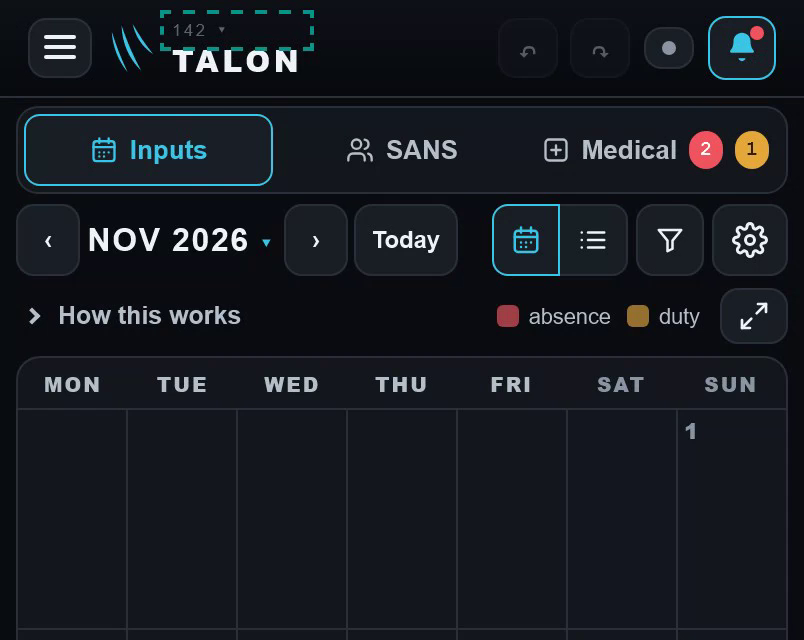 142 ▾
TALON
Inputs
SANS
Medical 2 1
‹ NOV 2026 ▾ › Today
How this works
absence
duty
MON TUE WED THU FRI SAT SUN
1